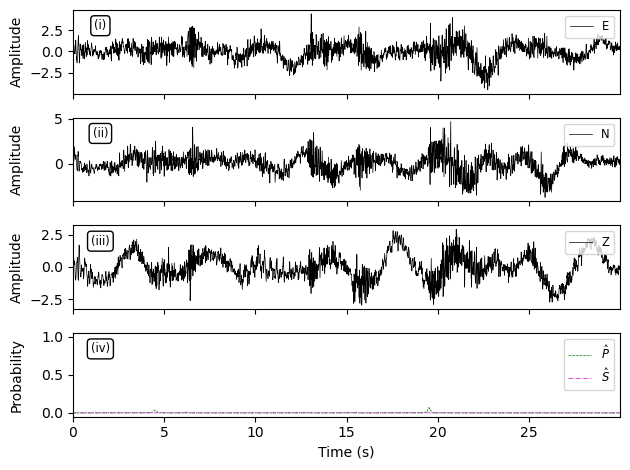 (i)
E
Amplitude
2.5
0.0
−2.5
(ii)
N
Amplitude
5
0
(iii)
Z
Amplitude
2.5
0.0
−2.5
(iv)
P̂
Ŝ
Probability
1.0
0.5
0.0
0 5 10 15 20 25
Time (s)